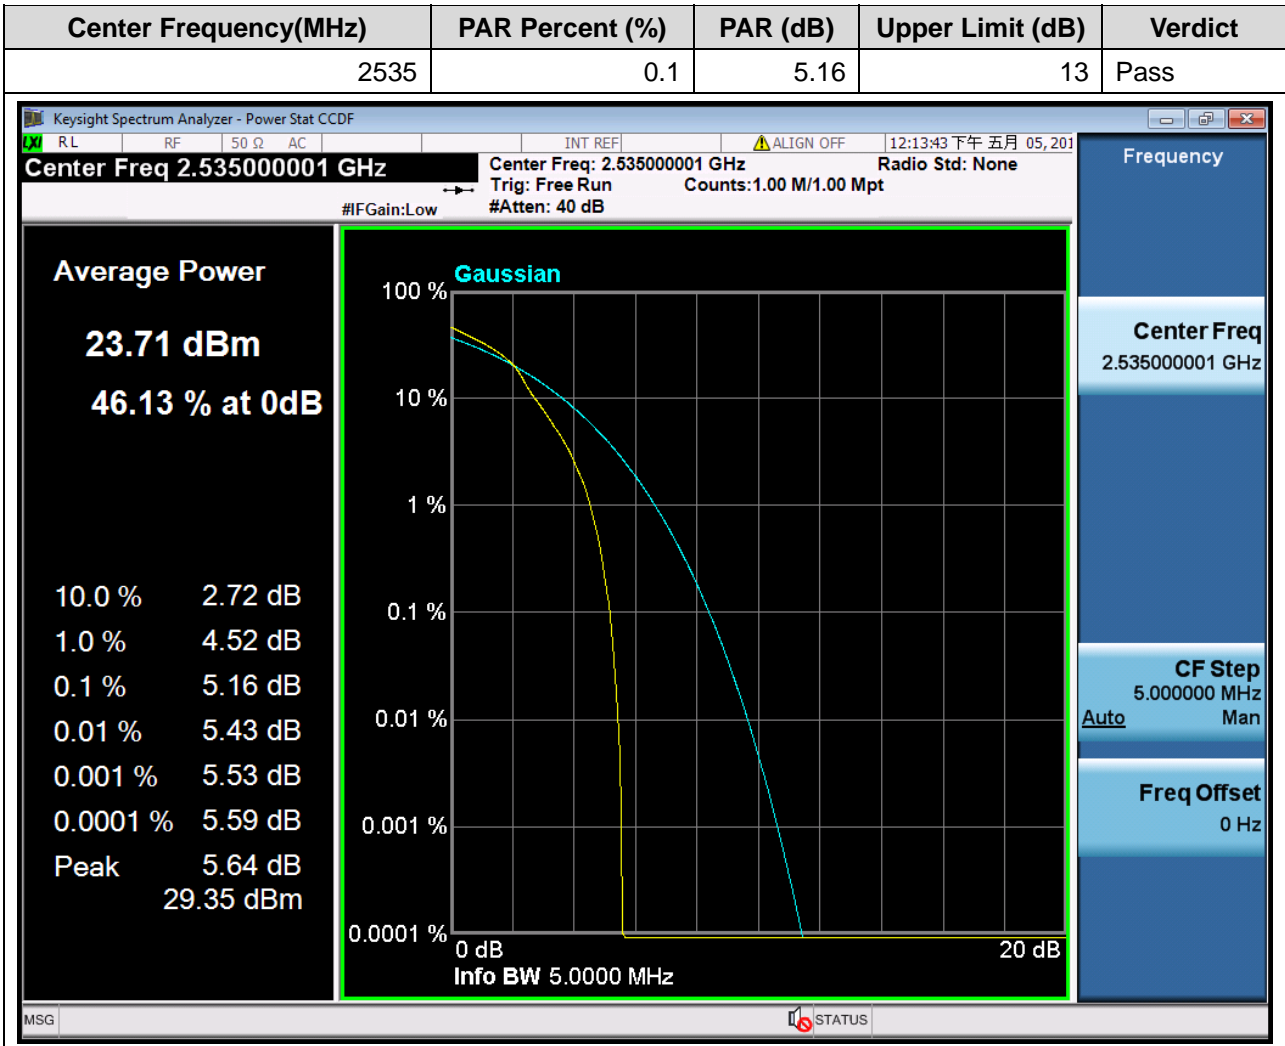 Center Frequency(MHz) PAR Percent (%) PAR (dB) Upper Limit (dB) Verdict
2535 0.1 5.16 13 Pass
Keysight Spectrum Analyzer - Power Stat CCDF
LXI RL RF 50 Ω AC INT REF ALIGN OFF 12:13:43 下午 五月 05, 201
Center Freq 2.535000001 GHz
#IFGain:Low
Center Freq: 2.535000001 GHz Radio Std: None
Trig: Free Run Counts:1.00 M/1.00 Mpt
#Atten: 40 dB
Frequency
Average Power
23.71 dBm
46.13 % at 0dB
10.0 % 2.72 dB
1.0 % 4.52 dB
0.1 % 5.16 dB
0.01 % 5.43 dB
0.001 % 5.53 dB
0.0001 % 5.59 dB
Peak 5.64 dB
29.35 dBm
Gaussian
100 %
10 %
1 %
0.1 %
0.01 %
0.001 %
0.0001 %
0 dB 20 dB
Info BW 5.0000 MHz
Center Freq
2.535000001 GHz
CF Step
5.000000 MHz
Auto Man
Freq Offset
0 Hz
MSG STATUS